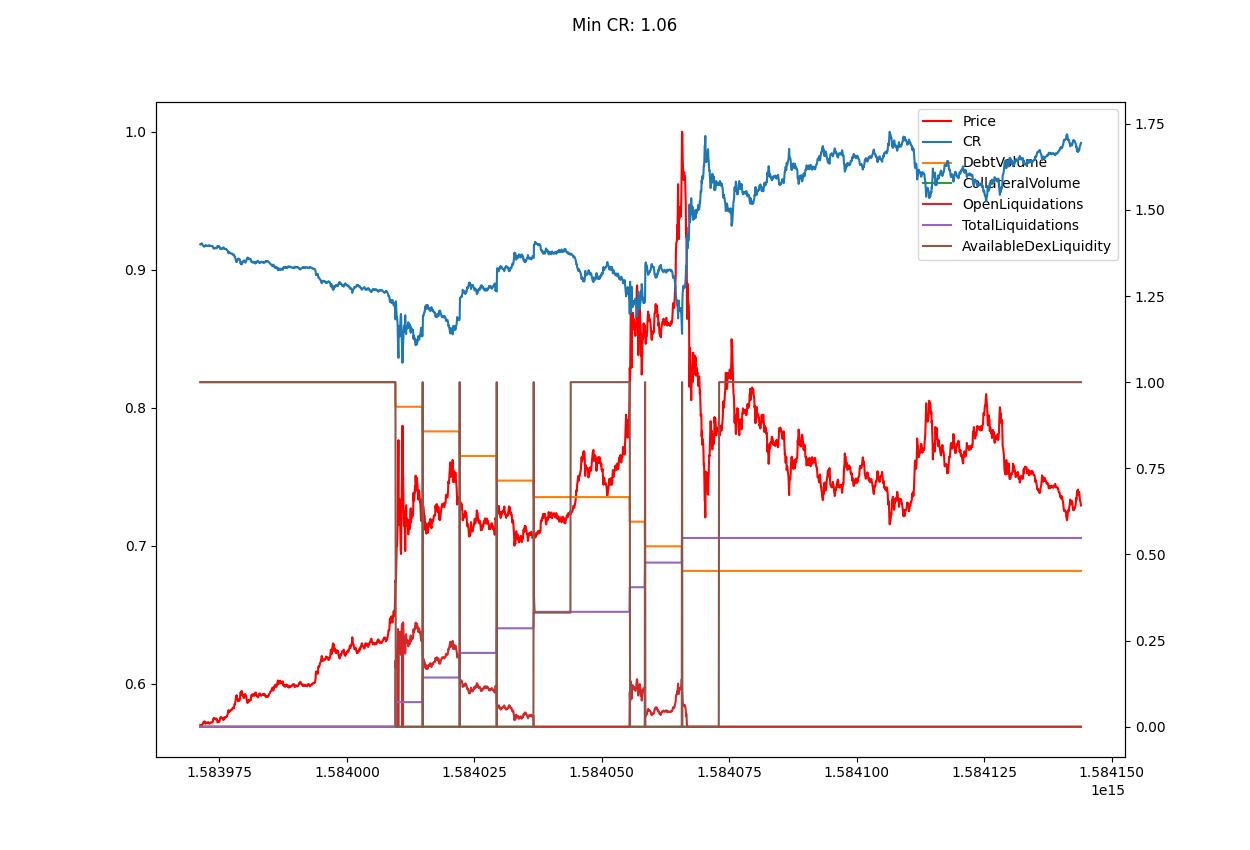 Min CR: 1.06
1.0
0.9
0.8
0.7
0.6
1.75
1.50
1.25
1.00
0.75
0.50
0.25
0.00
Price
CR
DebtVolume
CollateralVolume
OpenLiquidations
TotalLiquidations
AvailableDexLiquidity
1.583975 1.584000 1.584025 1.584050 1.584075 1.584100 1.584125 1.584150
1e15